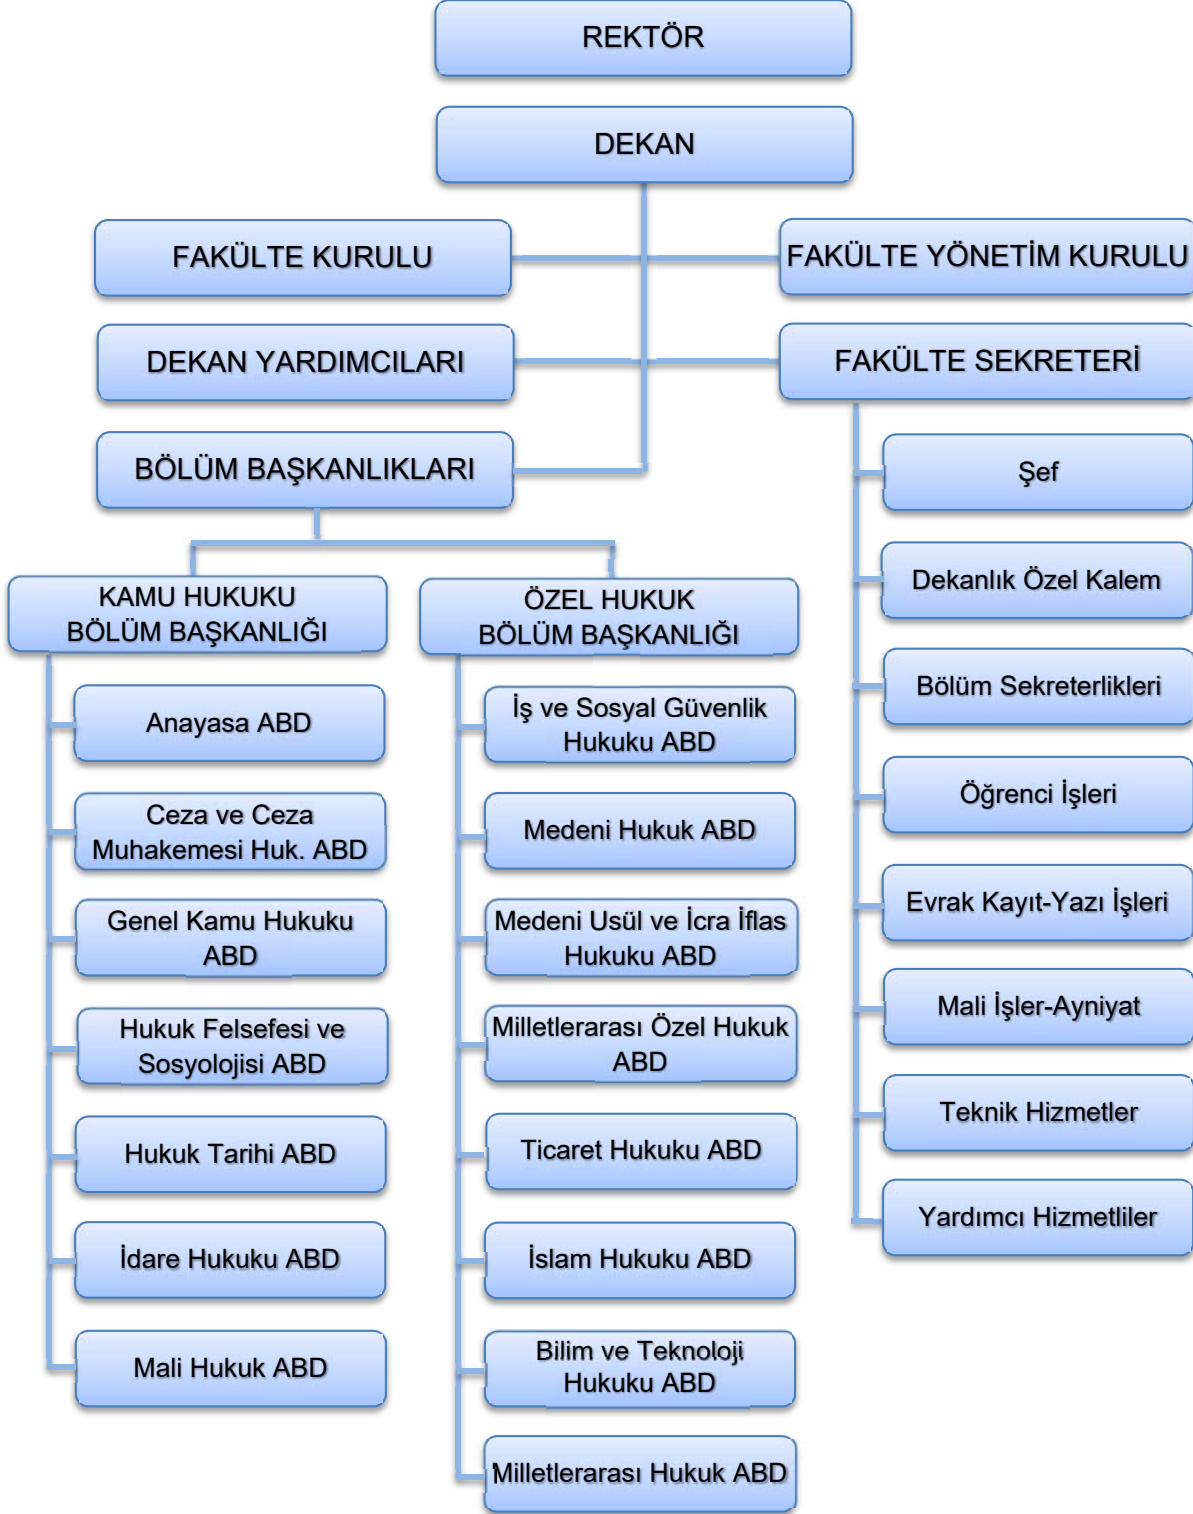 REKTÖR
DEKAN
FAKÜLTE KURULU
FAKÜLTE YÖNETİM KURULU
DEKAN YARDIMCILARI
FAKÜLTE SEKRETERİ
BÖLÜM BAŞKANLIKLARI
KAMU HUKUKU
BÖLÜM BAŞKANLIĞI
Anayasa ABD
Ceza ve Ceza
Muhakemesi Huk. ABD
Genel Kamu Hukuku
ABD
Hukuk Felsefesi ve
Sosyolojisi ABD
Hukuk Tarihi ABD
İdare Hukuku ABD
Mali Hukuk ABD
ÖZEL HUKUK
BÖLÜM BAŞKANLIĞI
İş ve Sosyal Güvenlik
Hukuku ABD
Medeni Hukuk ABD
Medeni Usül ve İcra İflas
Hukuku ABD
Milletlerarası Özel Hukuk
ABD
Ticaret Hukuku ABD
İslam Hukuku ABD
Bilim ve Teknoloji
Hukuku ABD
Milletlerarası Hukuk ABD
Şef
Dekanlık Özel Kalem
Bölüm Sekreterlikleri
Öğrenci İşleri
Evrak Kayıt-Yazı İşleri
Mali İşler-Ayniyat
Teknik Hizmetler
Yardımcı Hizmetliler